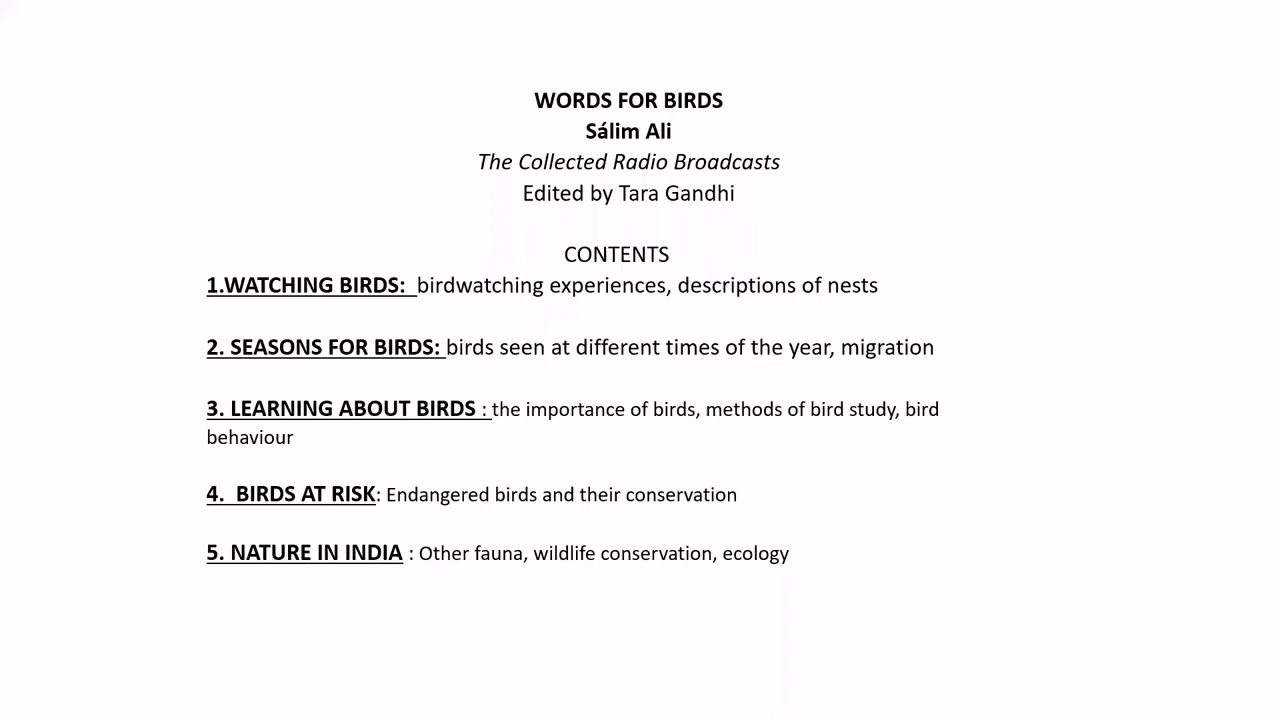 WORDS FOR BIRDS
Sálim Ali
The Collected Radio Broadcasts
Edited by Tara Gandhi
CONTENTS
1.WATCHING BIRDS: birdwatching experiences, descriptions of nests
2. SEASONS FOR BIRDS: birds seen at different times of the year, migration
3. LEARNING ABOUT BIRDS : the importance of birds, methods of bird study, bird
behaviour
4. BIRDS AT RISK: Endangered birds and their conservation
5. NATURE IN INDIA : Other fauna, wildlife conservation, ecology